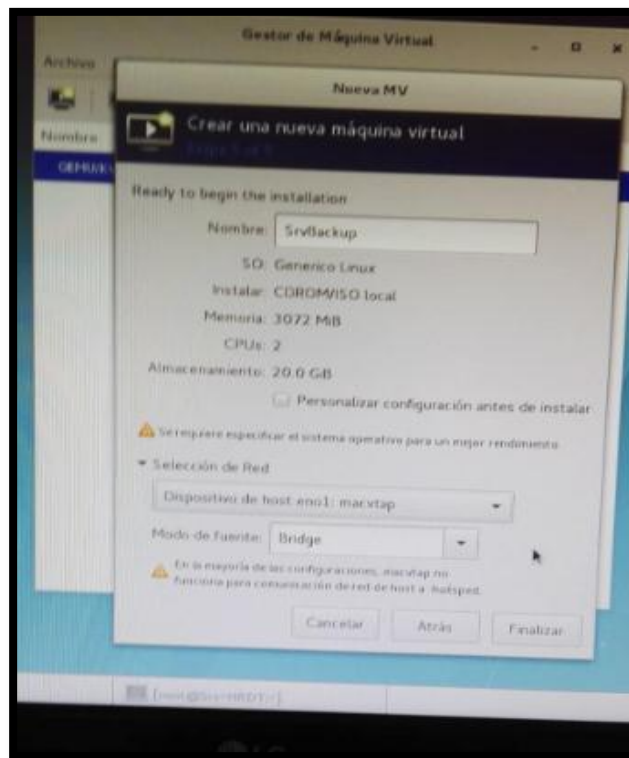 Gestor de Máquina Virtual
Archivo
Nueva MV
Nombre
Crear una nueva máquina virtual
Ready to begin the installation
Nombre: SrvBackup
SO: Generico Linux
Instalar: CDROM/ISO local
Memoria: 3072 MiB
CPUs: 2
Almacenamiento: 20.0 GiB
Personalizar configuración antes de instalar
Se requiere especificar el sistema operativo para un mejor rendimiento
Selección de Red
Dispositivo de host eno1: macvtap
Modo de fuente: Bridge
En la mayoría de las configuraciones, macvtap no
funciona para comunicación de red de host a huésped.
Cancelar
Atrás
Finalizar